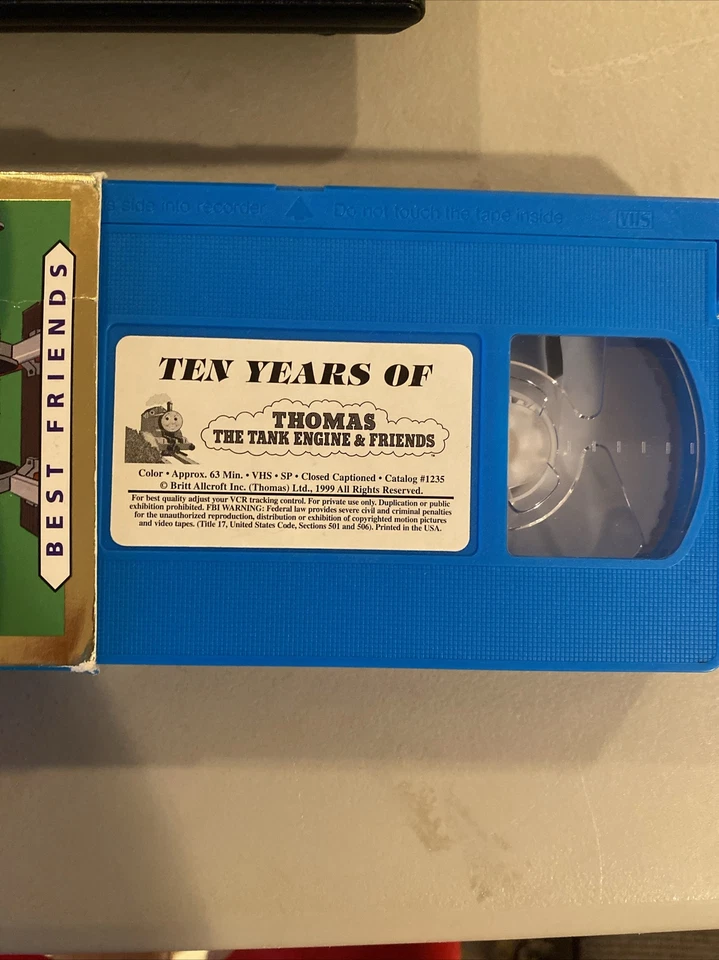 side into recorder Do not touch the tape inside VHS
BEST FRIENDS
TEN YEARS OF
THOMAS
THE TANK ENGINE & FRIENDS
Color • Approx. 63 Min. • VHS • SP • Closed Captioned • Catalog #1235
© Britt Allcroft Inc. (Thomas) Ltd., 1999 All Rights Reserved.
For best quality adjust your VCR tracking control. For private use only. Duplication or public
exhibition prohibited. FBI WARNING: Federal law provides severe civil and criminal penalties
for the unauthorized reproduction, distribution or exhibition of copyrighted motion pictures
and video tapes. (Title 17, United States Code, Sections 501 and 506). Printed in the USA.